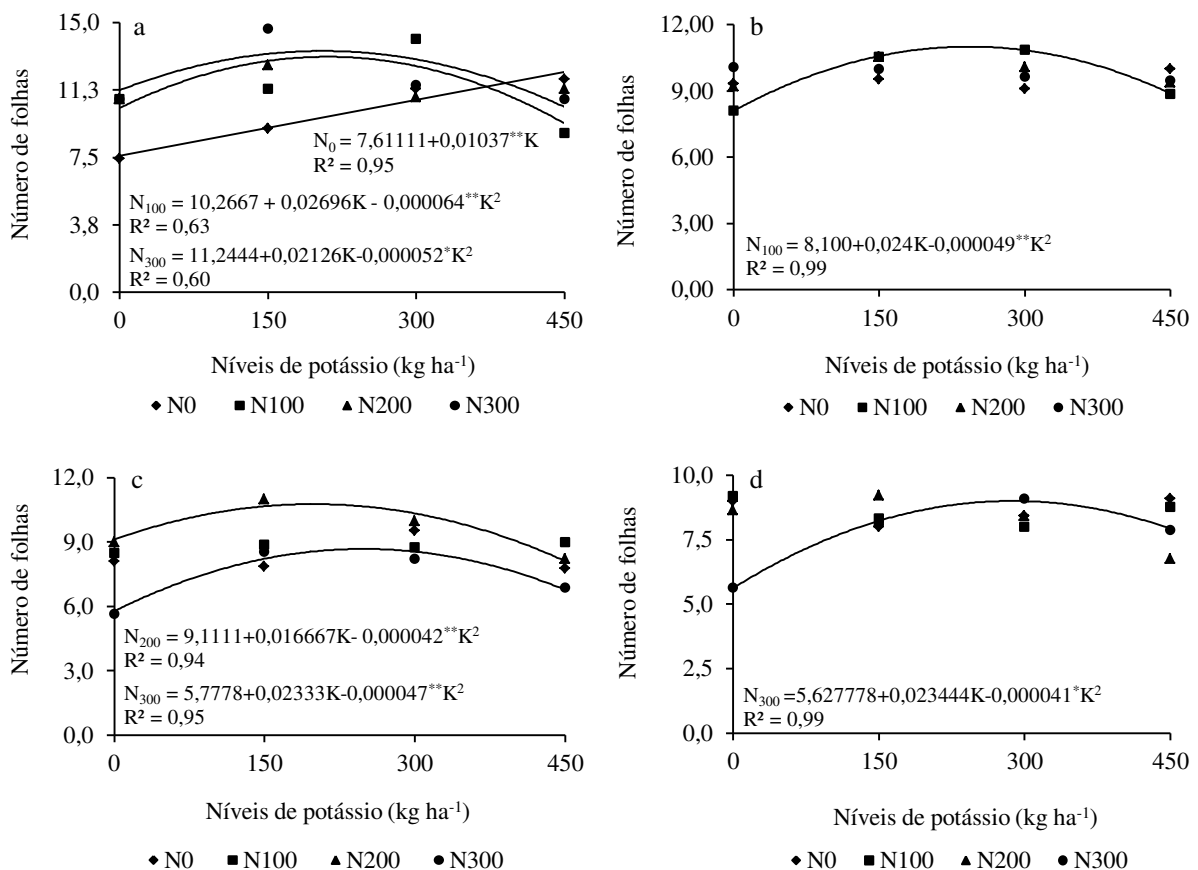 a
Número de folhas
15,0
11,3
7,5
3,8
0,0
N₀ = 7,61111+0,01037**K
R² = 0,95
N₁₀₀ = 10,2667 + 0,02696K - 0,000064**K²
R² = 0,63
N₃₀₀ = 11,2444+0,02126K-0,000052*K²
R² = 0,60
0 150 300 450
Níveis de potássio (kg ha⁻¹)
N0 N100 N200 N300
b
Número de folhas
12,00
9,00
6,00
3,00
0,00
N₁₀₀ = 8,100+0,024K-0,000049**K²
R² = 0,99
0 150 300 450
Níveis de potássio (kg ha⁻¹)
N0 N100 N200 N300
c
Número de folhas
12,0
9,0
6,0
3,0
0,0
N₂₀₀ = 9,1111+0,016667K- 0,000042**K²
R² = 0,94
N₃₀₀ = 5,7778+0,02333K-0,000047**K²
R² = 0,95
0 150 300 450
Níveis de potássio (kg ha⁻¹)
N0 N100 N200 N300
d
Número de folhas
10,0
7,5
5,0
2,5
0,0
N₃₀₀ =5,627778+0,023444K-0,000041*K²
R² = 0,99
0 150 300 450
Níveis de potássio (kg ha⁻¹)
N0 N100 N200 N300